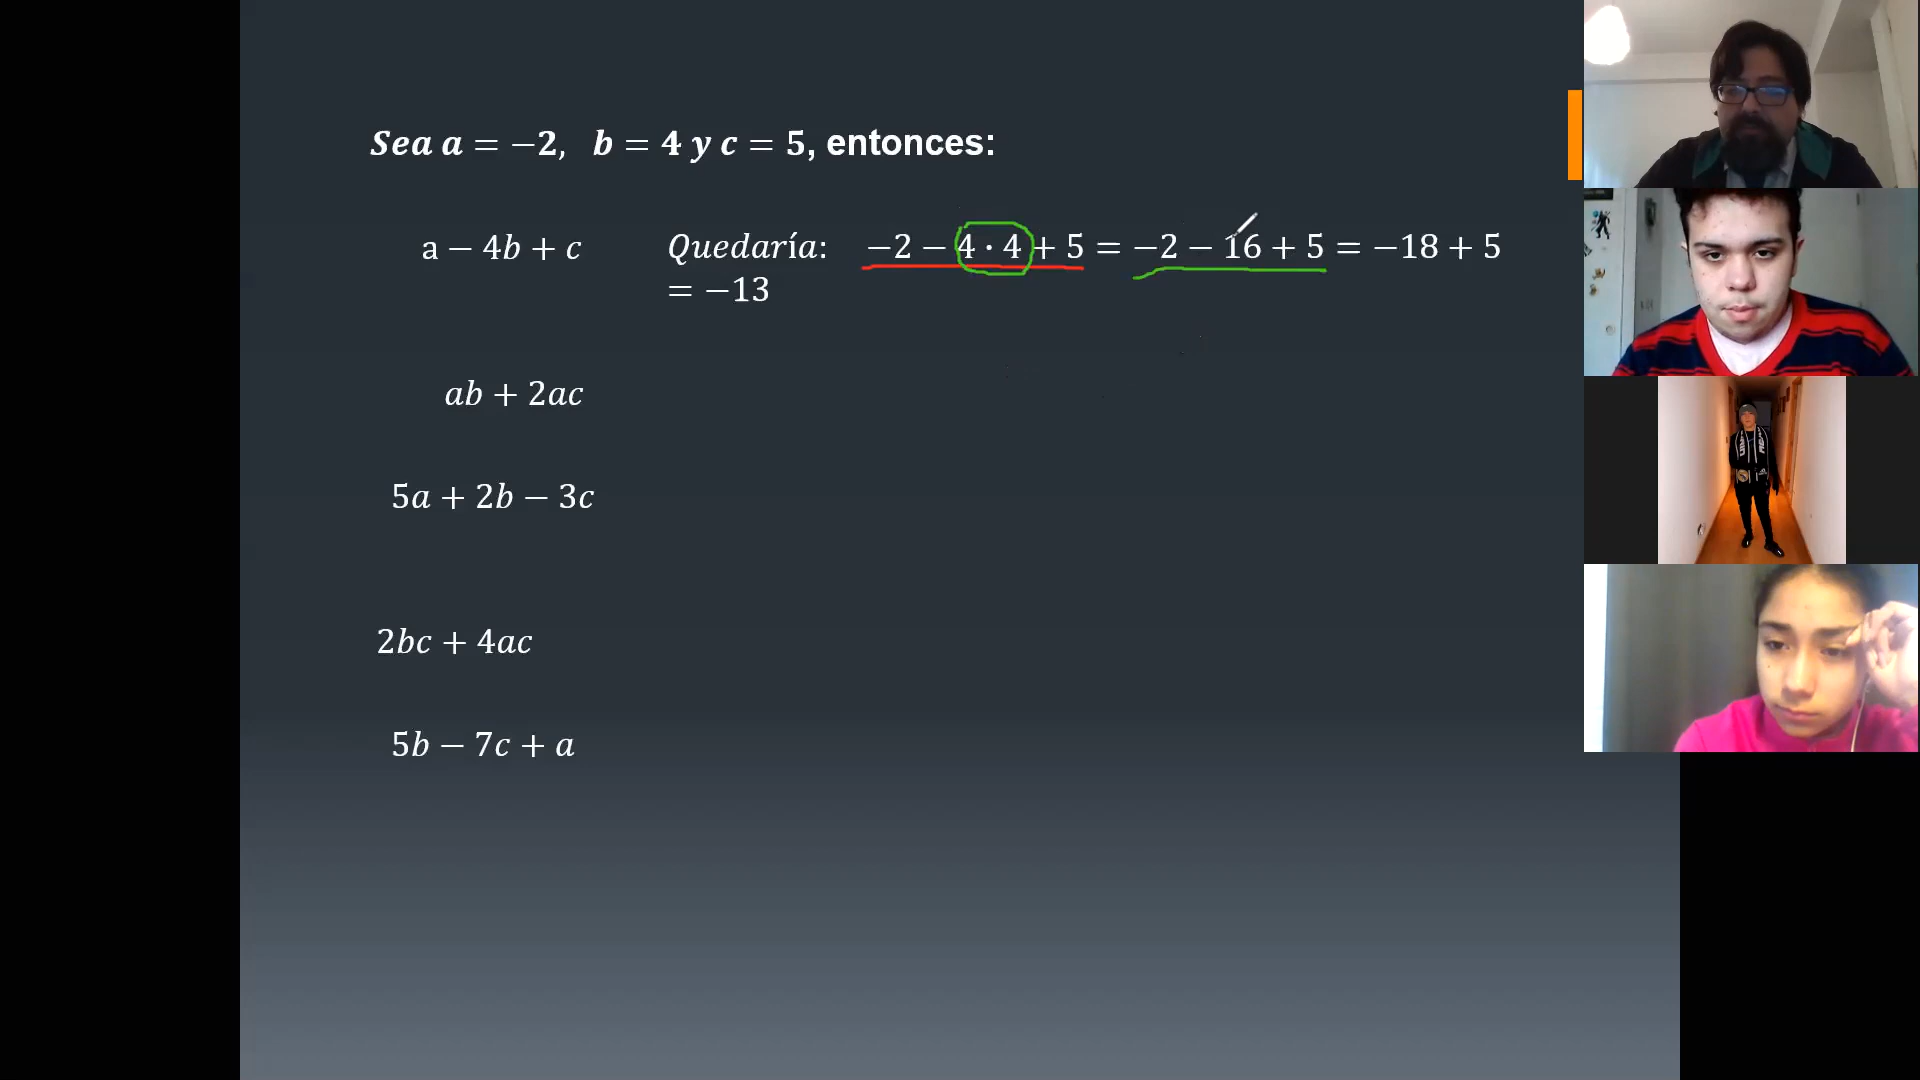 Sea a = −2, b = 4 y c = 5, entonces:
a − 4b + c Quedaría: −2 − 4 · 4 + 5 = −2 − 16 + 5 = −18 + 5
= −13
ab + 2ac
5a + 2b − 3c
2bc + 4ac
5b − 7c + a